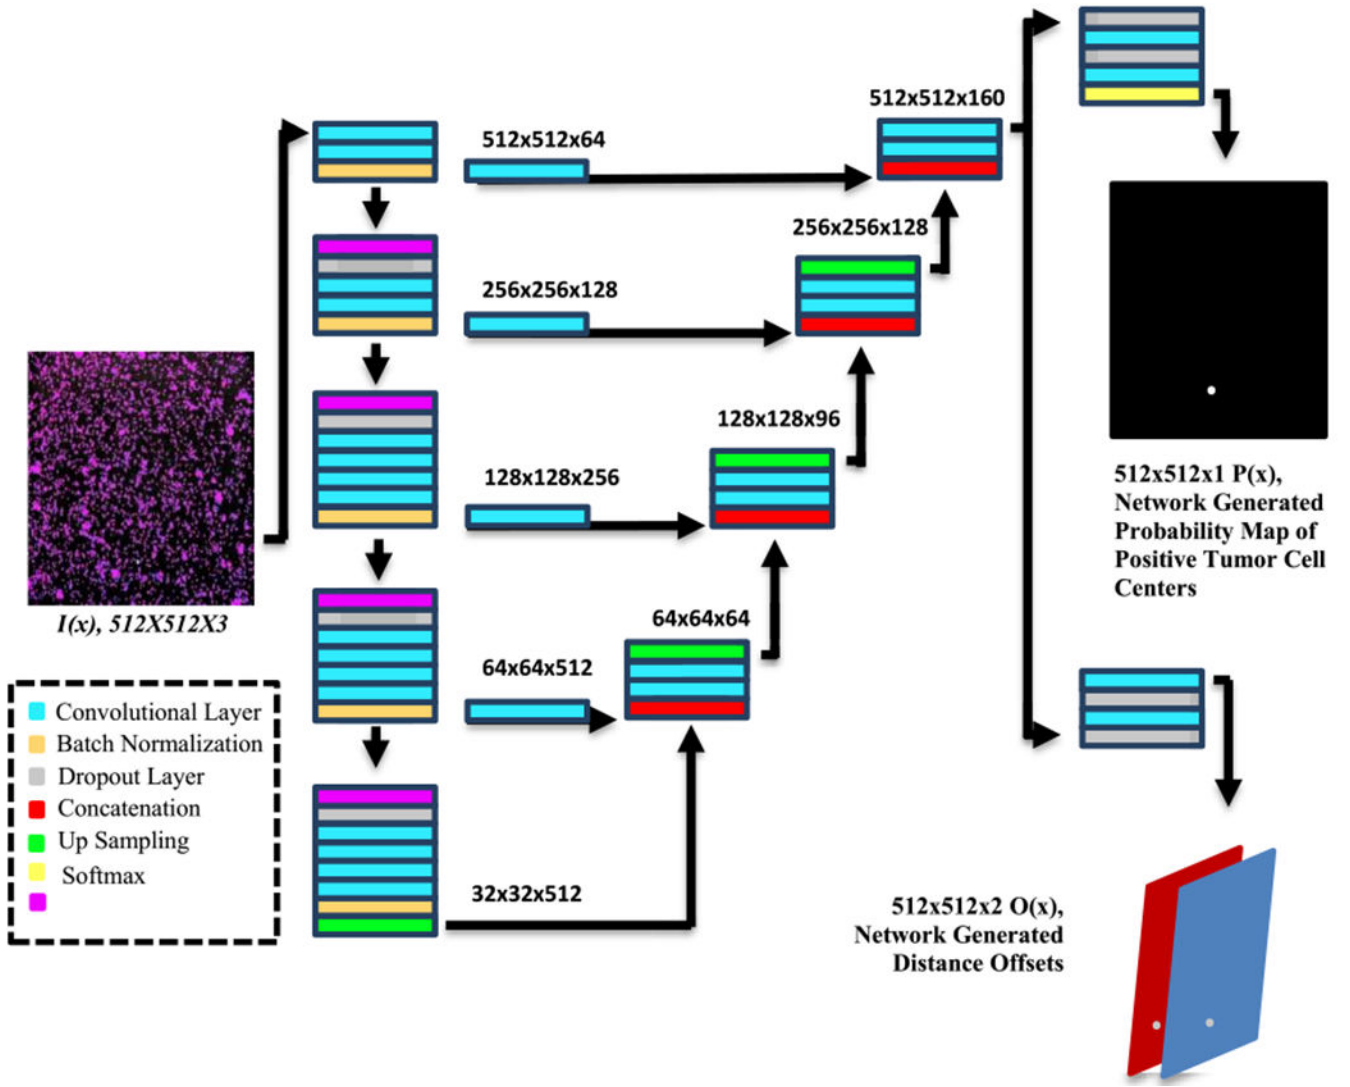 512x512x160
512x512x64
256x256x128
256x256x128
128x128x96
128x128x256
512x512x1 P(x),
Network Generated
Probability Map of
Positive Tumor Cell
Centers
I(x), 512X512X3
64x64x64
64x64x512
Convolutional Layer
Batch Normalization
Dropout Layer
Concatenation
Up Sampling
Softmax
32x32x512
512x512x2 O(x),
Network Generated
Distance Offsets